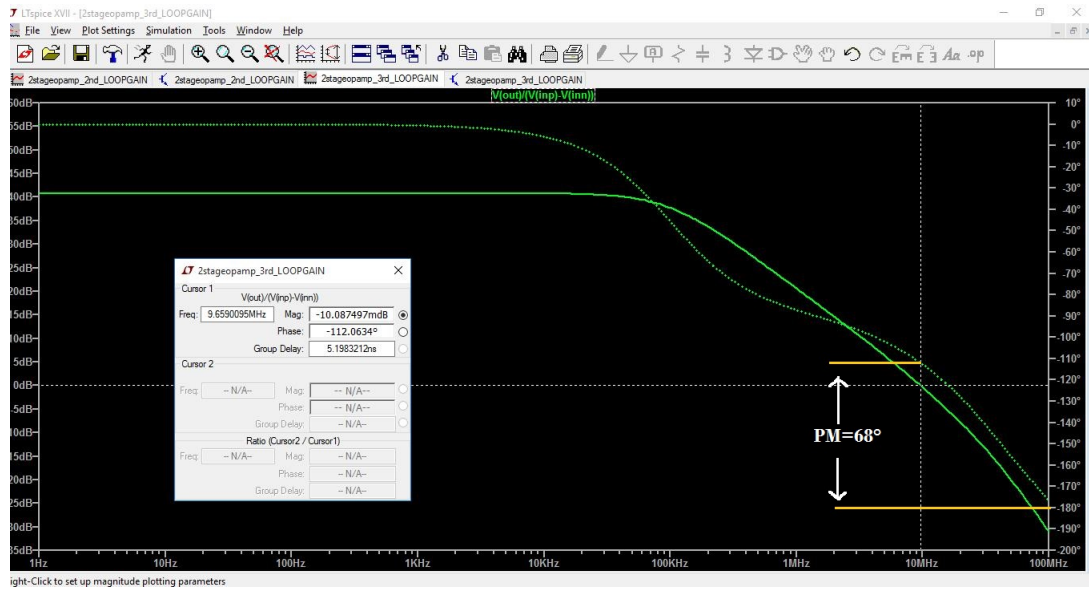 LTspice XVII - [2stageopamp_3rd_LOOPGAIN]
File View Plot Settings Simulation Tools Window Help
2stageopamp_2nd_LOOPGAIN 2stageopamp_2nd_LOOPGAIN 2stageopamp_3rd_LOOPGAIN 2stageopamp_3rd_LOOPGAIN
V(out)/(V(inp)-V(inn))
60dB 10°
55dB 0°
50dB -10°
45dB -20°
40dB -30°
35dB -40°
30dB -50°
25dB -60°
20dB -70°
15dB -80°
10dB -90°
5dB -100°
0dB -110°
-5dB -120°
10dB -130°
15dB -140°
20dB -150°
25dB -160°
30dB -170°
35dB -180°
-190°
-200°
2stageopamp_3rd_LOOPGAIN
Cursor 1
V(out)/(V(inp)-V(inn))
Freq: 9.6590095MHz Mag: -10.087497mdB
Phase: -112.0634°
Group Delay: 5.1983212ns
Cursor 2
Freq: -- N/A-- Mag: -- N/A--
Phase: -- N/A--
Group Delay: -- N/A--
Ratio (Cursor2 / Cursor1)
Freq: -- N/A-- Mag: -- N/A--
Phase: -- N/A--
Group Delay: -- N/A--
PM=68°
1Hz 10Hz 100Hz 1KHz 10KHz 100KHz 1MHz 10MHz 100MHz
ight-Click to set up magnitude plotting parameters